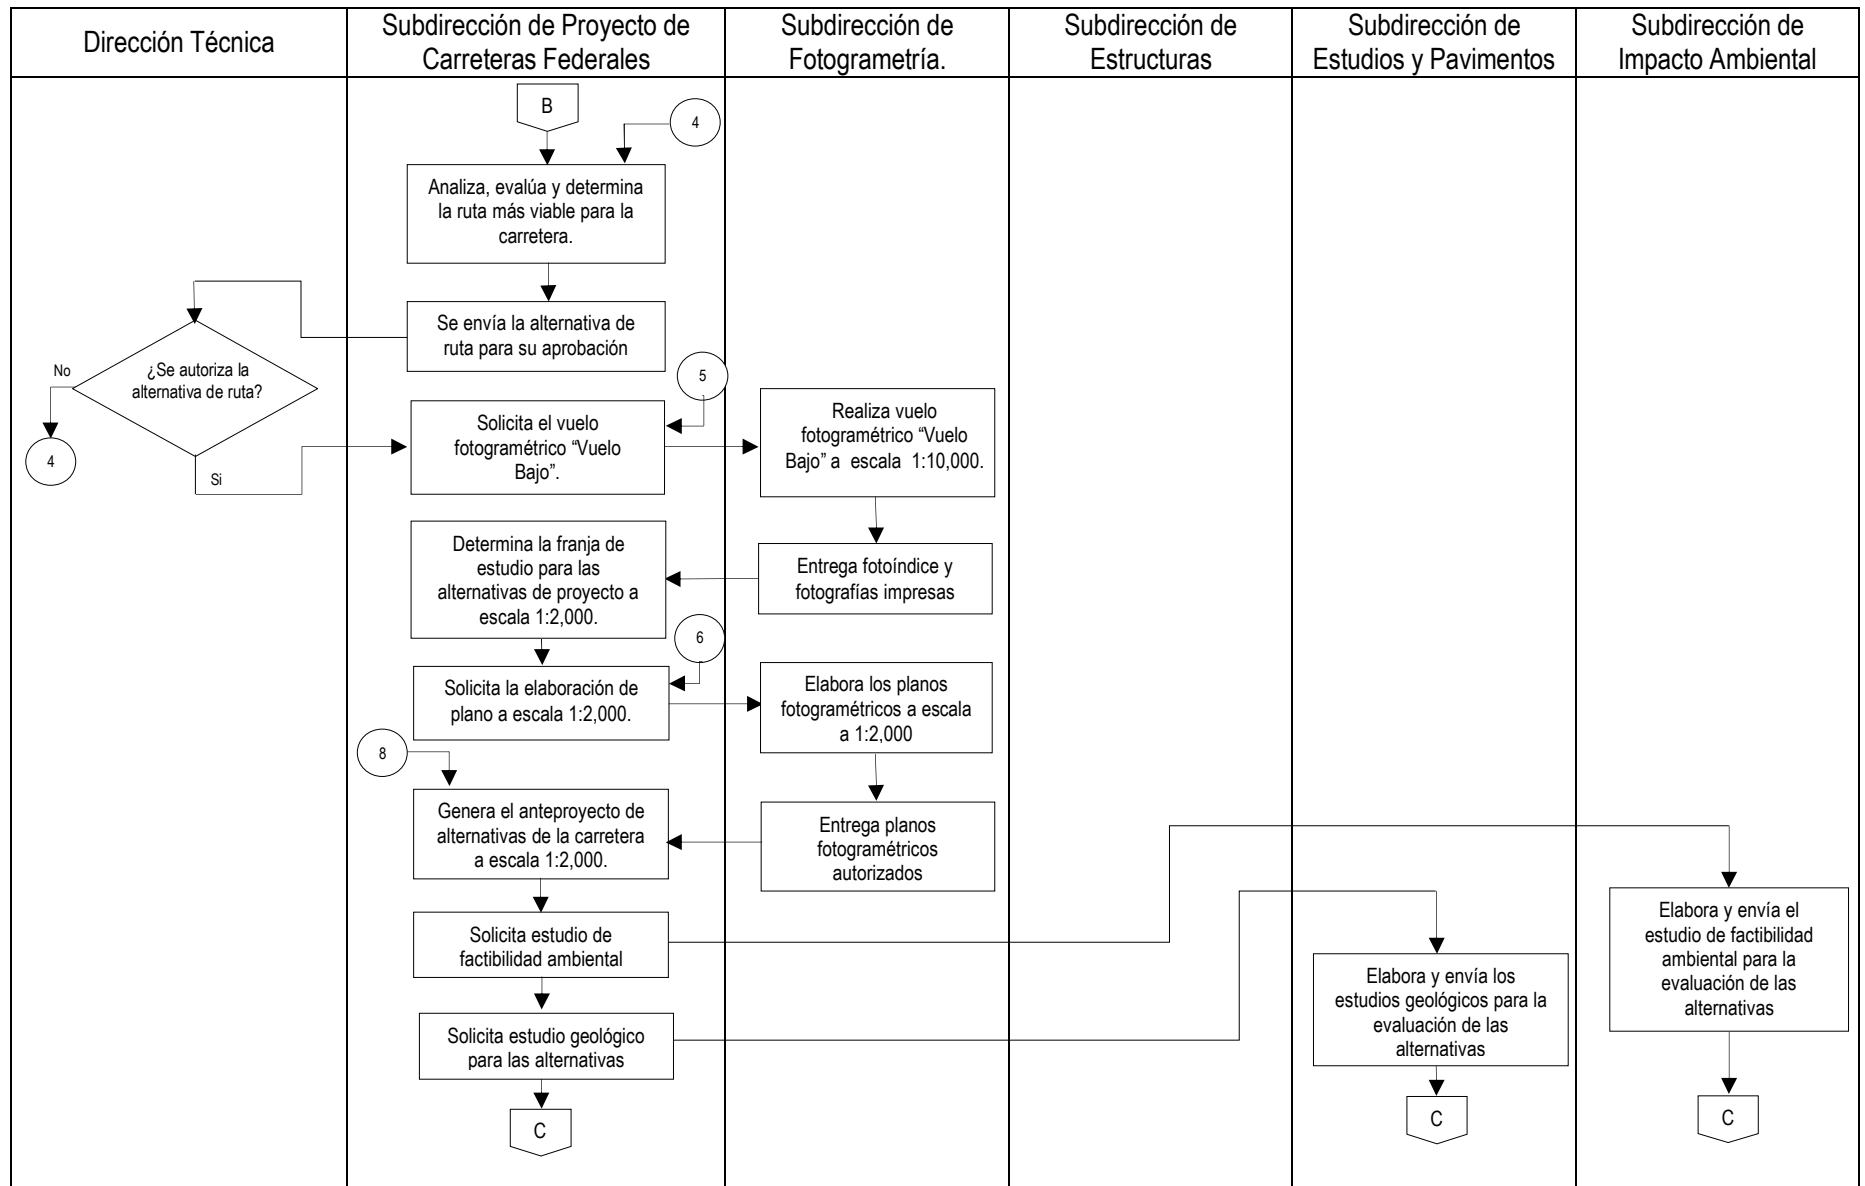 Dirección Técnica
Subdirección de Proyecto de
Carreteras Federales
Subdirección de
Fotogrametría.
Subdirección de
Estructuras
Subdirección de
Estudios y Pavimentos
Subdirección de
Impacto Ambiental
B
4
Analiza, evalúa y determina
la ruta más viable para la
carretera.
Se envía la alternativa de
ruta para su aprobación
¿Se autoriza la
alternativa de ruta?
No
4
Si
5
Solicita el vuelo
fotogramétrico “Vuelo
Bajo”.
Realiza vuelo
fotogramétrico “Vuelo
Bajo” a escala 1:10,000.
Entrega fotoíndice y
fotografías impresas
Determina la franja de
estudio para las
alternativas de proyecto a
escala 1:2,000.
6
Solicita la elaboración de
plano a escala 1:2,000.
Elabora los planos
fotogramétricos a escala
a 1:2,000
8
Genera el anteproyecto de
alternativas de la carretera
a escala 1:2,000.
Entrega planos
fotogramétricos
autorizados
Solicita estudio de
factibilidad ambiental
Elabora y envía el
estudio de factibilidad
ambiental para la
evaluación de las
alternativas
Solicita estudio geológico
para las alternativas
Elabora y envía los
estudios geológicos para la
evaluación de las
alternativas
C
C
C